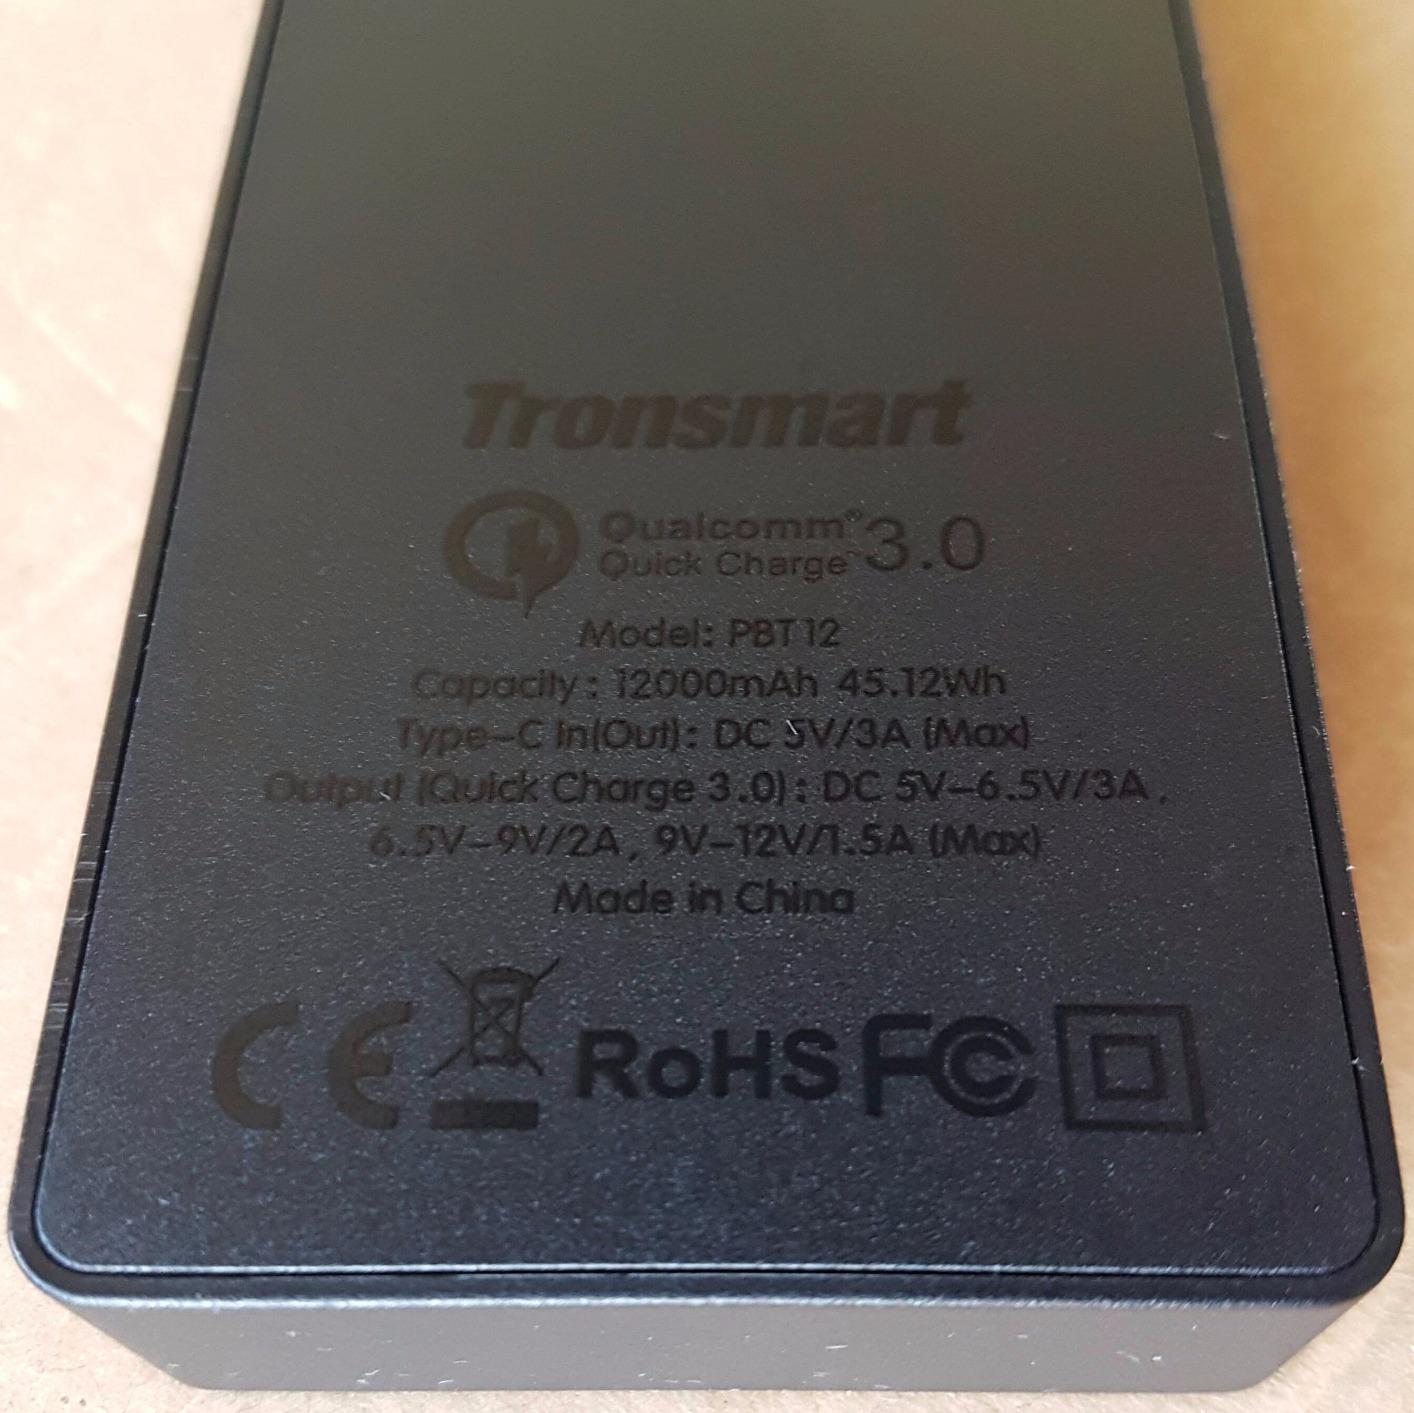 Tronsmart
Qualcomm® 3.0
Quick Charge™
Model: PBT12
Capacity: 12000mAh 45.12Wh
Type-C In(Out): DC 5V/3A (Max)
Output (Quick Charge 3.0): DC 5V-6.5V/3A,
6.5V-9V/2A, 9V-12V/1.5A (Max)
Made in China
CE RoHS FC